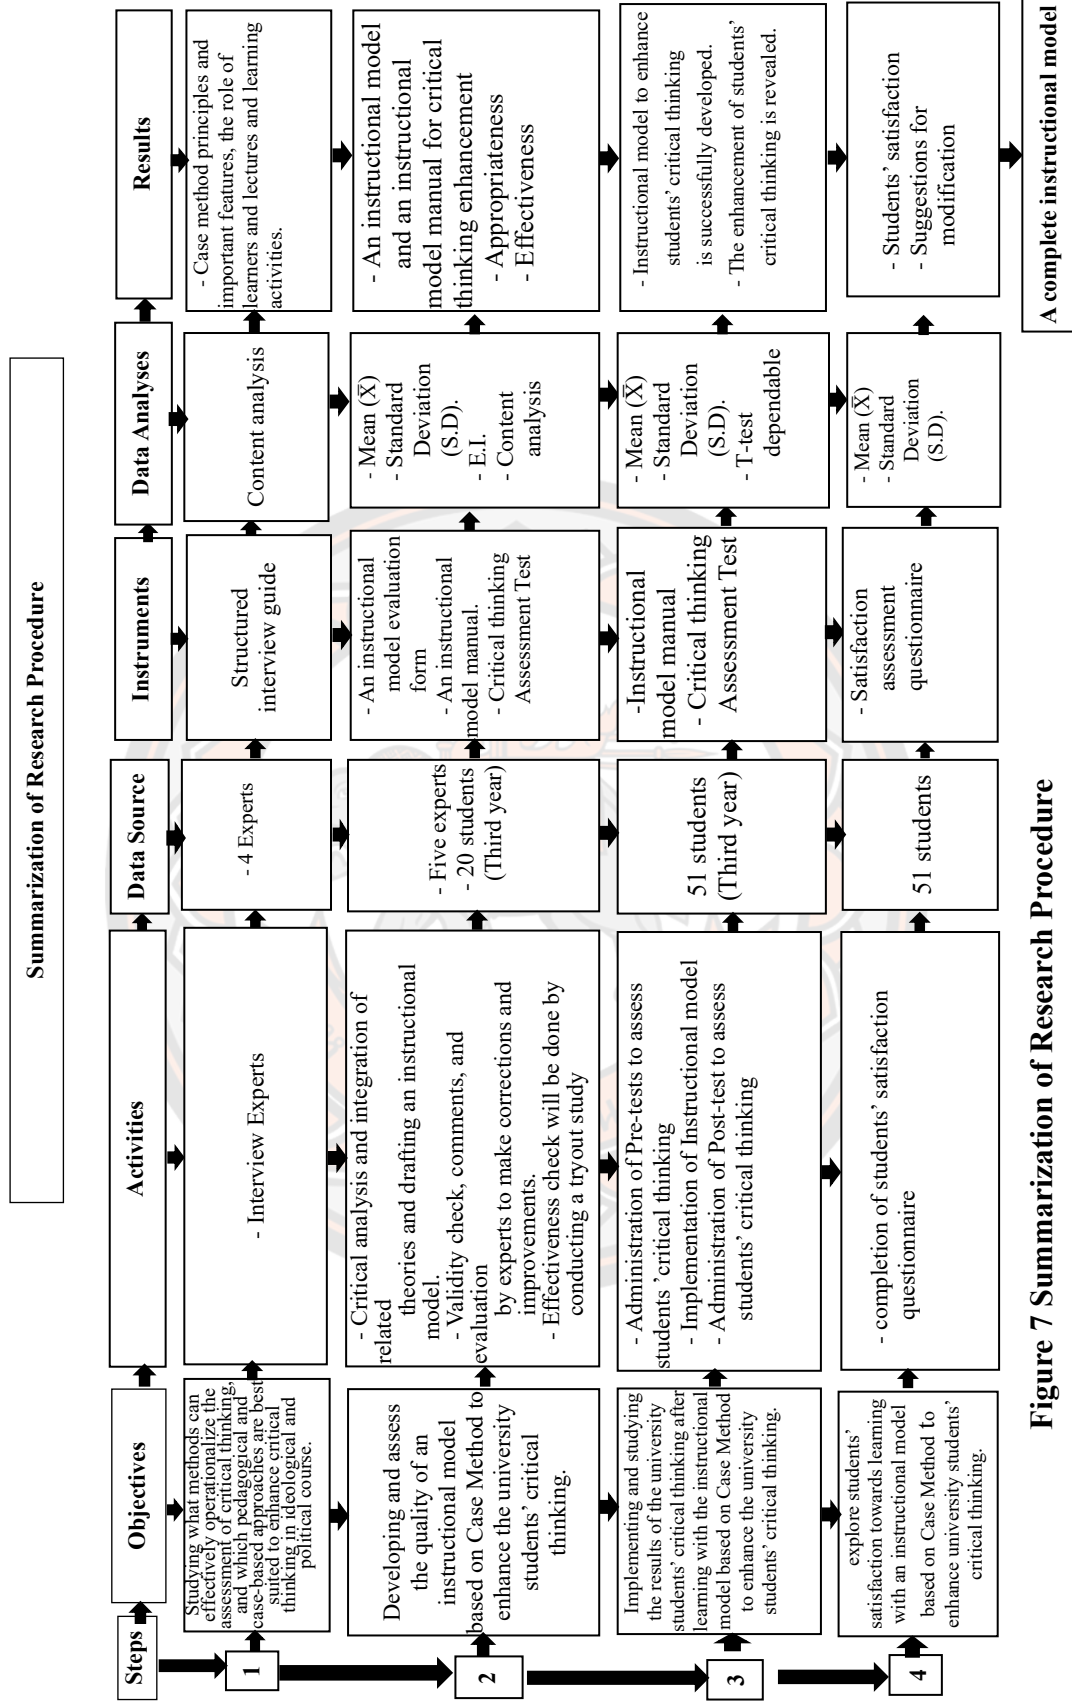 Summarization of Research Procedure
Steps
Objectives
Activities
Data Source
Instruments
Data Analyses
Results
1
Studying what methods can
effectively operationalize the
assessment of critical thinking,
and which pedagogical and
case-based approaches are best
suited to enhance critical
thinking in ideological and
political course.
- Interview Experts
- 4 Experts
Structured
interview guide
Content analysis
- Case method principles and
important features, the role of
learners and lectures and learning
activities.
2
Developing and assess
the quality of an
instructional model
based on Case Method to
enhance the university
students' critical
thinking.
- Critical analysis and integration of
related
theories and drafting an instructional
model.
- Validity check, comments, and
evaluation
by experts to make corrections and
improvements.
- Effectiveness check will be done by
conducting a tryout study
- Five experts
- 20 students
(Third year)
- An instructional
model evaluation
form
- An instructional
model manual.
- Critical thinking
Assessment Test
- Mean (X̄)
- Standard
Deviation
(S.D).
- E.I.
- Content
analysis
- An instructional model
and an instructional
model manual for critical
thinking enhancement
- Appropriateness
- Effectiveness
3
Implementing and studying
the results of the university
students' critical thinking after
learning with the instructional
model based on Case Method
to enhance the university
students' critical thinking.
- Administration of Pre-tests to assess
students 'critical thinking
- Implementation of Instructional model
- Administration of Post-test to assess
students' critical thinking
51 students
(Third year)
-Instructional
model manual
- Critical thinking
Assessment Test
- Mean (X̄)
- Standard
Deviation
(S.D).
- T-test
dependable
- Instructional model to enhance
students' critical thinking
is successfully developed.
- The enhancement of students'
critical thinking is revealed.
4
explore students'
satisfaction towards learning
with an instructional model
based on Case Method to
enhance university students'
critical thinking.
- completion of students' satisfaction
questionnaire
51 students
- Satisfaction
assessment
questionnaire
- Mean (X̄)
- Standard
Deviation
(S.D).
- Students' satisfaction
- Suggestions for
modification
A complete instructional model
Figure 7 Summarization of Research Procedure